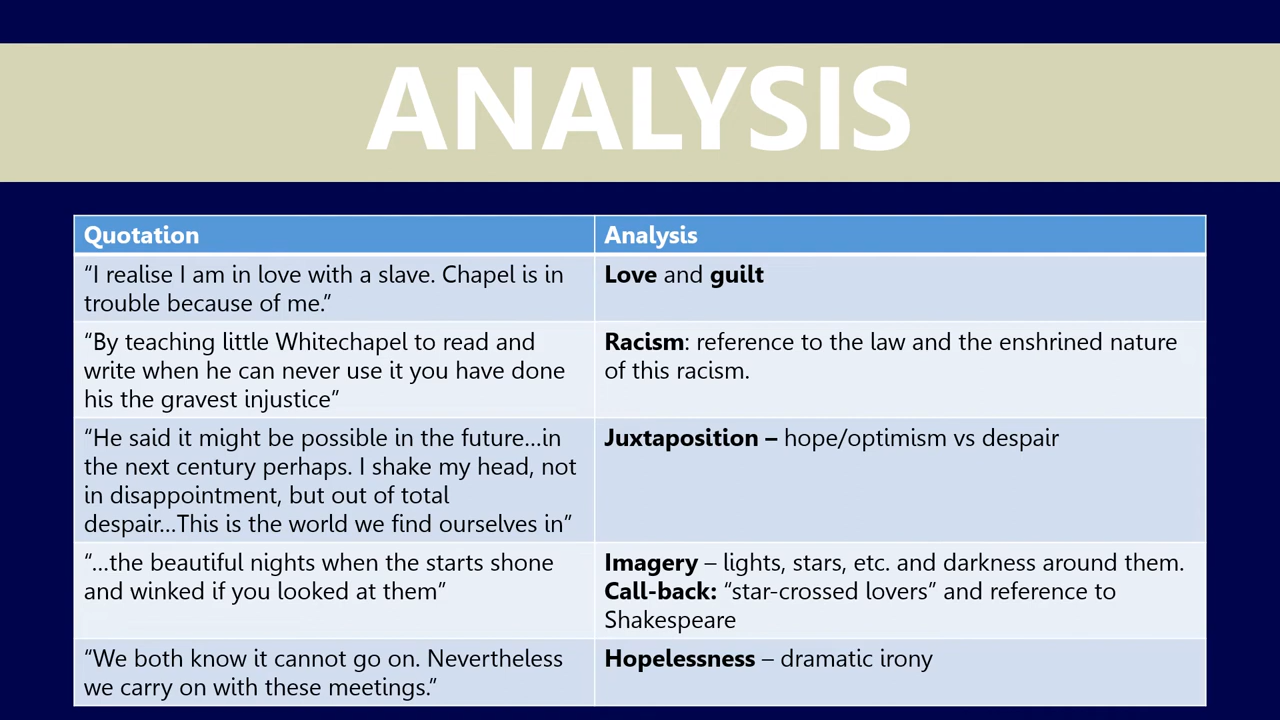 ANALYSIS
Quotation
Analysis
“I realise I am in love with a slave. Chapel is in
trouble because of me.”
Love and guilt
“By teaching little Whitechapel to read and
write when he can never use it you have done
his the gravest injustice”
Racism: reference to the law and the enshrined nature
of this racism.
“He said it might be possible in the future…in
the next century perhaps. I shake my head, not
in disappointment, but out of total
despair…This is the world we find ourselves in”
Juxtaposition – hope/optimism vs despair
“…the beautiful nights when the starts shone
and winked if you looked at them”
Imagery – lights, stars, etc. and darkness around them.
Call-back: “star-crossed lovers” and reference to
Shakespeare
“We both know it cannot go on. Nevertheless
we carry on with these meetings.”
Hopelessness – dramatic irony